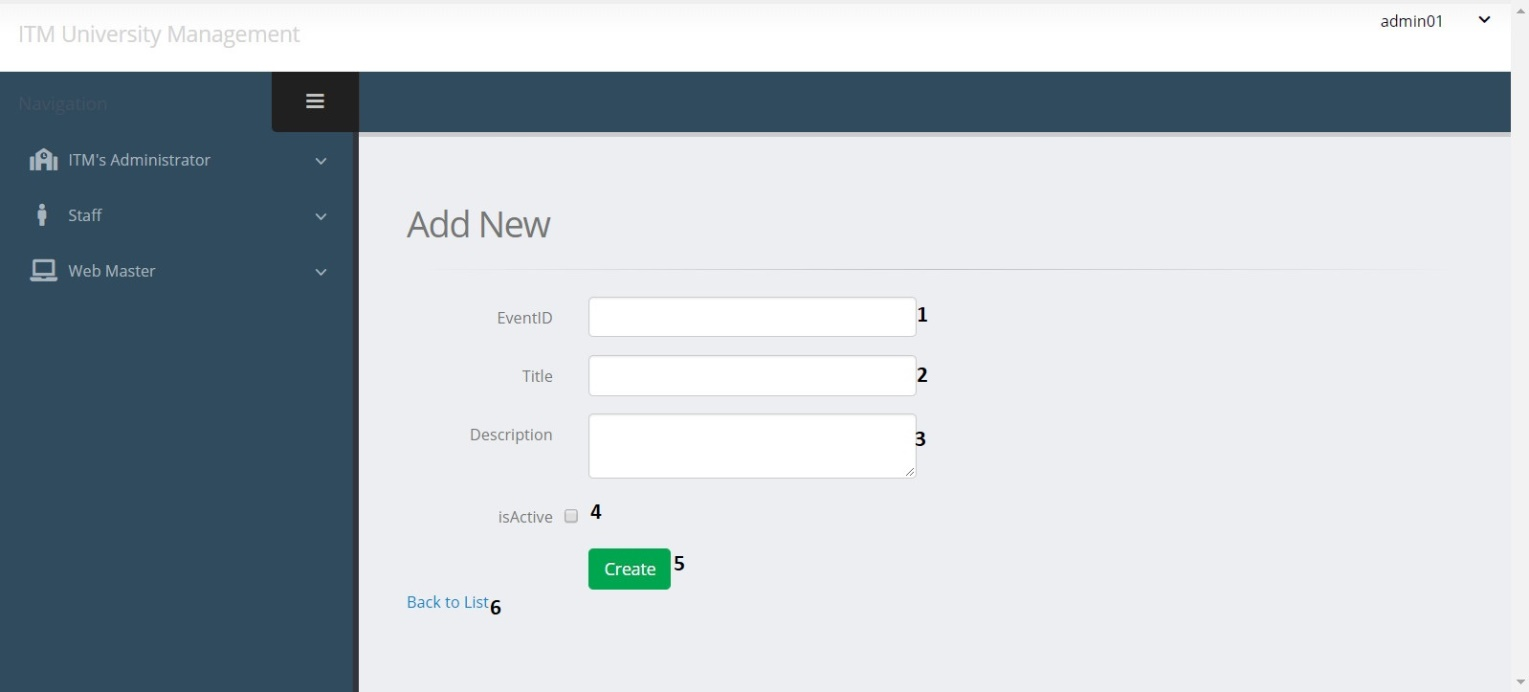 ITM University Management
admin01
Navigation
ITM's Administrator
Staff
Web Master
Add New
EventID 1
Title 2
Description 3
isActive 4
Create 5
Back to List 6